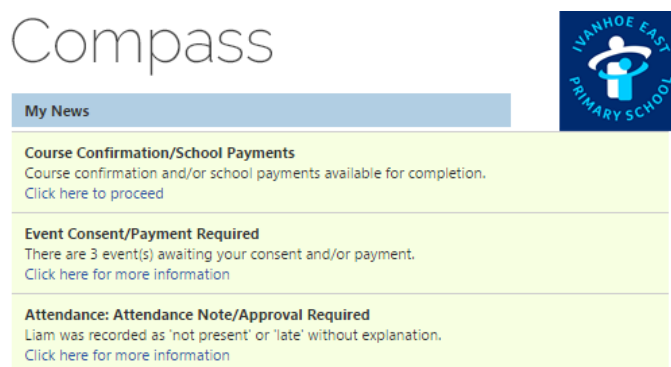 Compass
IVANHOE EAST
PRIMARY SCHOOL
My News
Course Confirmation/School Payments
Course confirmation and/or school payments available for completion.
Click here to proceed
Event Consent/Payment Required
There are 3 event(s) awaiting your consent and/or payment.
Click here for more information
Attendance: Attendance Note/Approval Required
Liam was recorded as 'not present' or 'late' without explanation.
Click here for more information